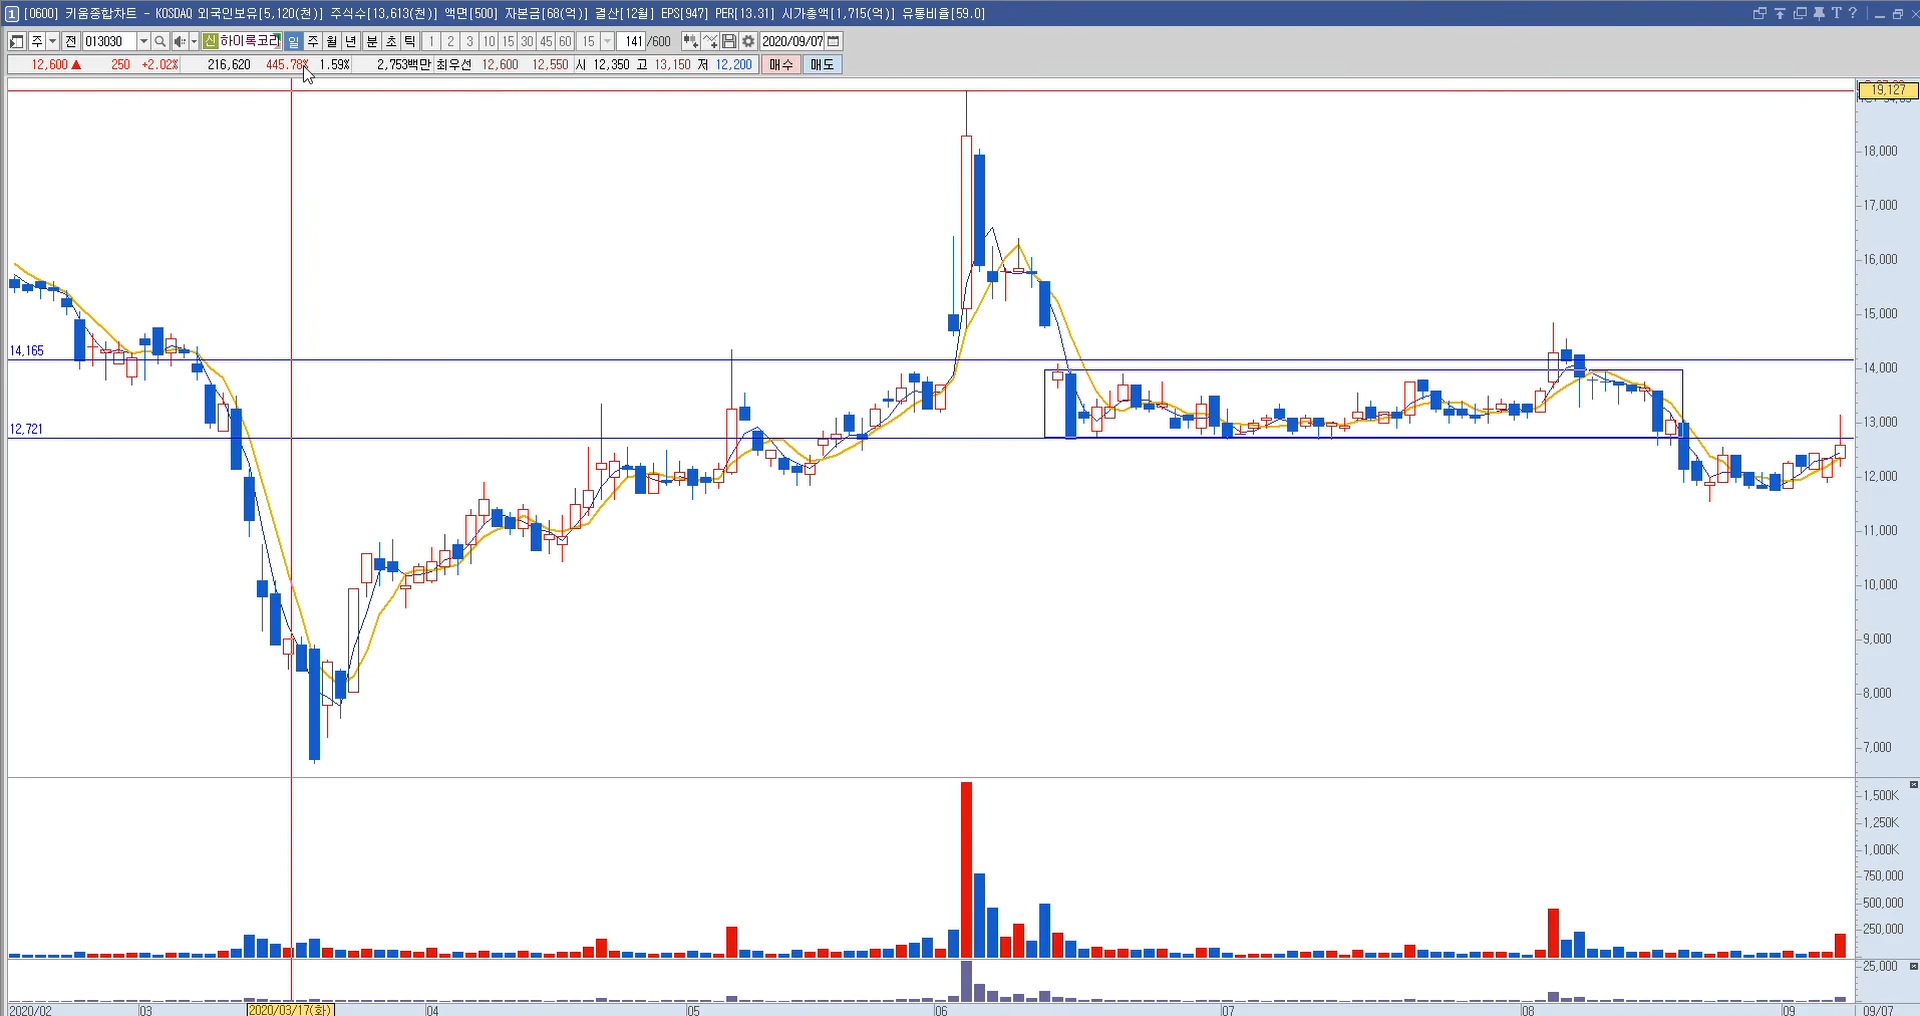 1 [0600] 키움종합차트 - KOSDAQ 외국인보유[5,120(천)] 주식수[13,613(천)] 액면[500] 자본금[68(억)] 결산[12월] EPS[947] PER[13.31] 시가총액[1,715(억)] 유통비율[59.0] T ?
주 전 013030 신 하이록코리 일 주 월 년 분 초 틱 1 2 3 10 15 30 45 60 15 141 /600 2020/09/07
12,600 ▲ 250 +2.02% 216,620 445.78% 1.59% 2,753백만 최우선 12,600 12,550 시 12,350 고 13,150 저 12,200 매수 매도
19,127
18,000
17,000
16,000
15,000
14,165
14,000
13,000
12,721
12,000
11,000
10,000
9,000
8,000
7,000
1,500K
1,250K
1,000K
750,000
500,000
250,000
25,000
2020/02 03 2020/03/17(화) 04 05 06 07 08 09 09/07